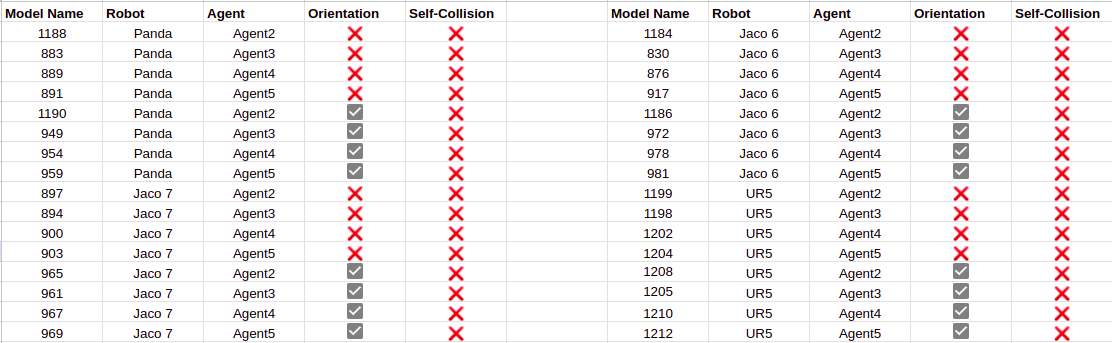 Model Name Robot Agent Orientation Self-Collision Model Name Robot Agent Orientation Self-Collision
1188 Panda Agent2 ❌ ❌ 1184 Jaco 6 Agent2 ❌ ❌
883 Panda Agent3 ❌ ❌ 830 Jaco 6 Agent3 ❌ ❌
889 Panda Agent4 ❌ ❌ 876 Jaco 6 Agent4 ❌ ❌
891 Panda Agent5 ❌ ❌ 917 Jaco 6 Agent5 ❌ ❌
1190 Panda Agent2 ☑ ❌ 1186 Jaco 6 Agent2 ☑ ❌
949 Panda Agent3 ☑ ❌ 972 Jaco 6 Agent3 ☑ ❌
954 Panda Agent4 ☑ ❌ 978 Jaco 6 Agent4 ☑ ❌
959 Panda Agent5 ☑ ❌ 981 Jaco 6 Agent5 ☑ ❌
897 Jaco 7 Agent2 ❌ ❌ 1199 UR5 Agent2 ❌ ❌
894 Jaco 7 Agent3 ❌ ❌ 1198 UR5 Agent3 ❌ ❌
900 Jaco 7 Agent4 ❌ ❌ 1202 UR5 Agent4 ❌ ❌
903 Jaco 7 Agent5 ❌ ❌ 1204 UR5 Agent5 ❌ ❌
965 Jaco 7 Agent2 ☑ ❌ 1208 UR5 Agent2 ☑ ❌
961 Jaco 7 Agent3 ☑ ❌ 1205 UR5 Agent3 ☑ ❌
967 Jaco 7 Agent4 ☑ ❌ 1210 UR5 Agent4 ☑ ❌
969 Jaco 7 Agent5 ☑ ❌ 1212 UR5 Agent5 ☑ ❌